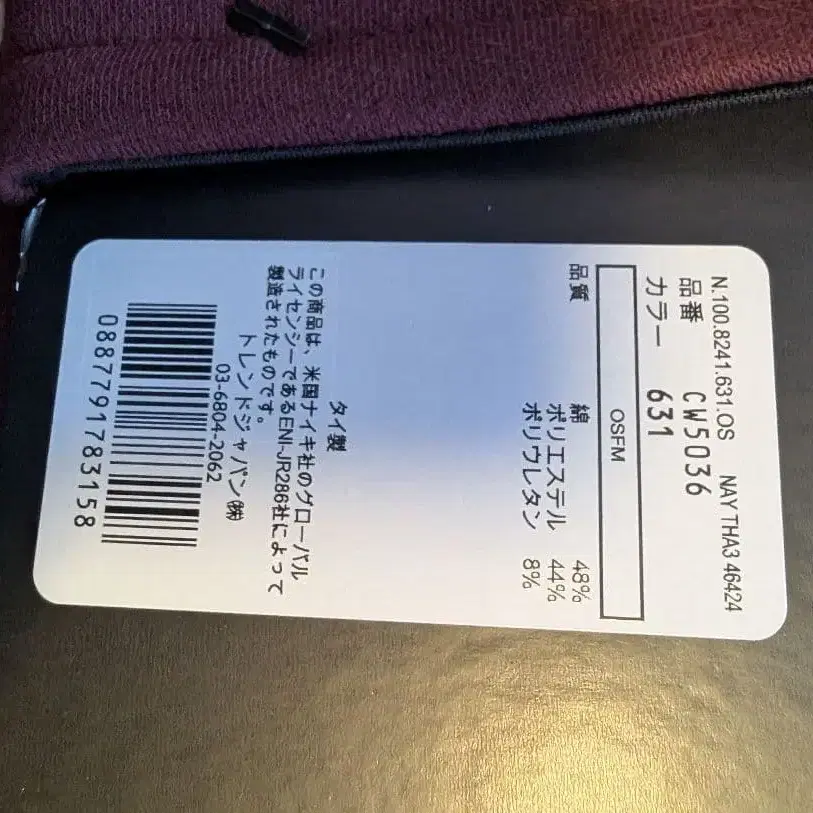 N.100.8241.631.OS NAY THA3 46424
品番 CW5036
カラー 631
OSFM
品質
綿 48%
ポリエステル 44%
ポリウレタン 8%
タイ製
この商品は、米国ナイキ社のグローバル
ライセンシーであるENI-JR286社によって
製造されたものです。
トレンドジャパン㈱
03-6804-2062
0887791783158